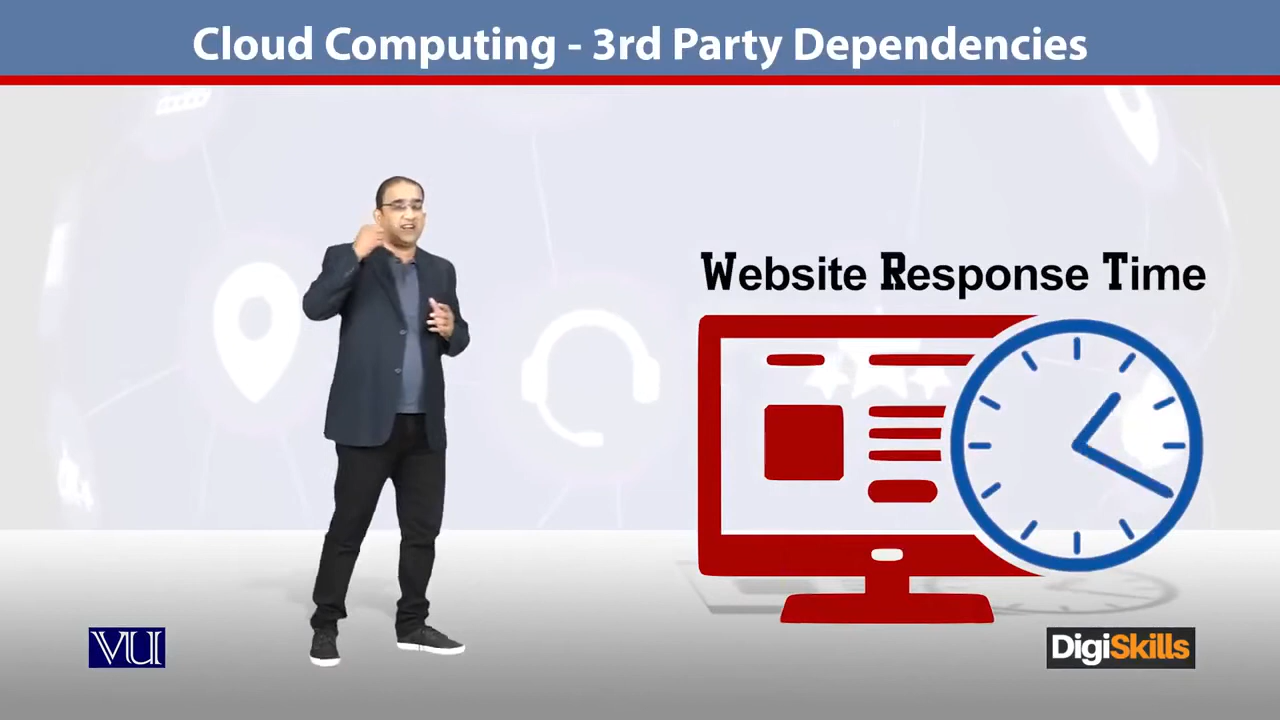 Cloud Computing - 3rd Party Dependencies
Website Response Time
VU
DigiSkills